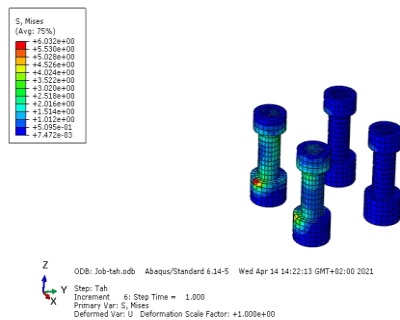 S, Mises
(Avg: 75%)
+6.032e+00
+5.530e+00
+5.028e+00
+4.526e+00
+4.024e+00
+3.522e+00
+3.020e+00
+2.518e+00
+2.016e+00
+1.514e+00
+1.012e+00
+5.095e-01
+7.472e-03
Z
Y
X
ODB: Job-tah.odb Abaqus/Standard 6.14-5 Wed Apr 14 14:22:13 GMT+02:00 2021
Step: Tah
Increment 6: Step Time = 1.000
Primary Var: S, Mises
Deformed Var: U Deformation Scale Factor: +1.000e+00